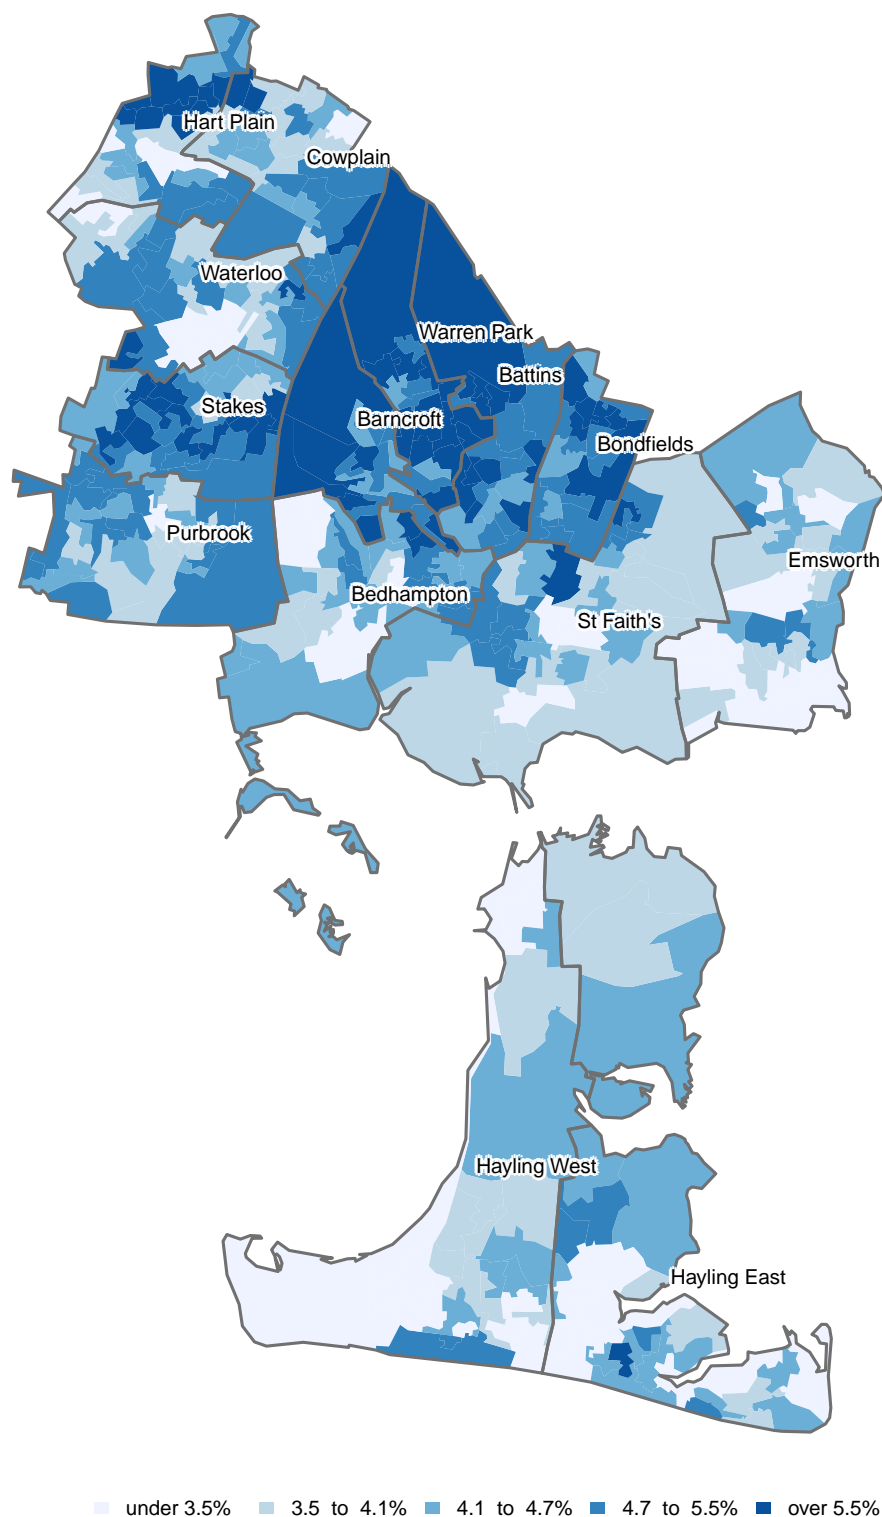 Hart Plain
Cowplain
Waterloo
Warren Park
Battins
Stakes
Barncroft
Bondfields
Purbrook
Emsworth
Bedhampton
St Faith's
Hayling West
Hayling East
under 3.5% 3.5 to 4.1% 4.1 to 4.7% 4.7 to 5.5% over 5.5%